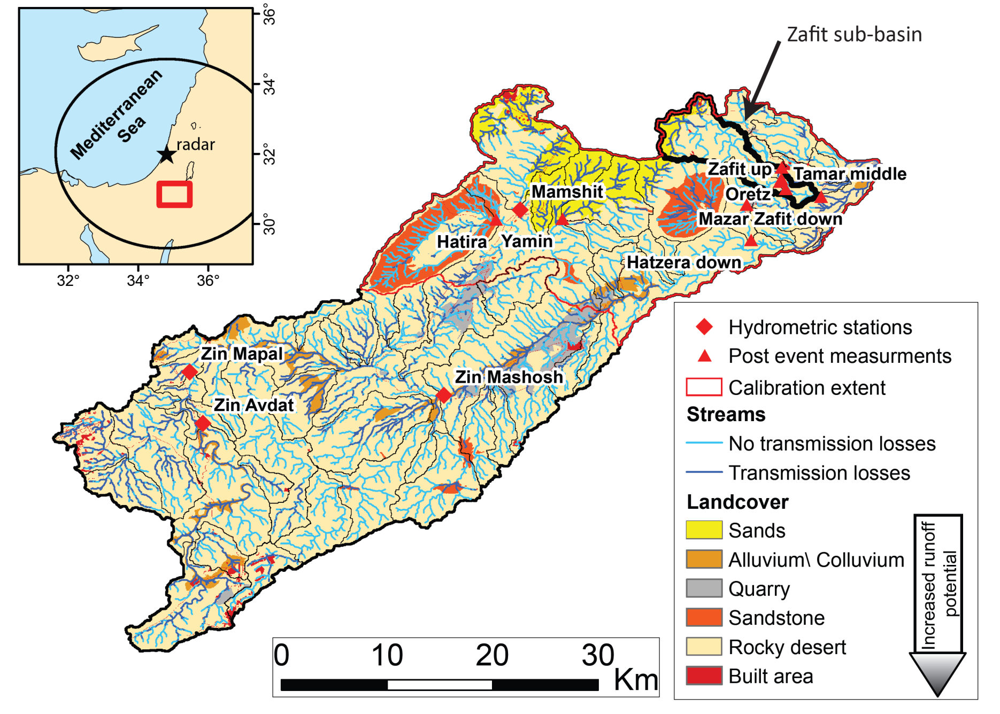 Zafit sub-basin
36°
34°
32°
30°
Mediterranean
Sea
radar
32°
34°
36°
Zafit up
Tamar middle
Mamshit
Oretz
Mazar
Zafit down
Hatira
Yamin
Hatzera down
Zin Mapal
Zin Mashosh
Zin Avdat
Hydrometric stations
Post event measurments
Calibration extent
Streams
No transmission losses
Transmission losses
Landcover
Sands
Alluvium\ Colluvium
Quarry
Sandstone
Rocky desert
Built area
Increased runoff
potential
0 10 20 30
Km